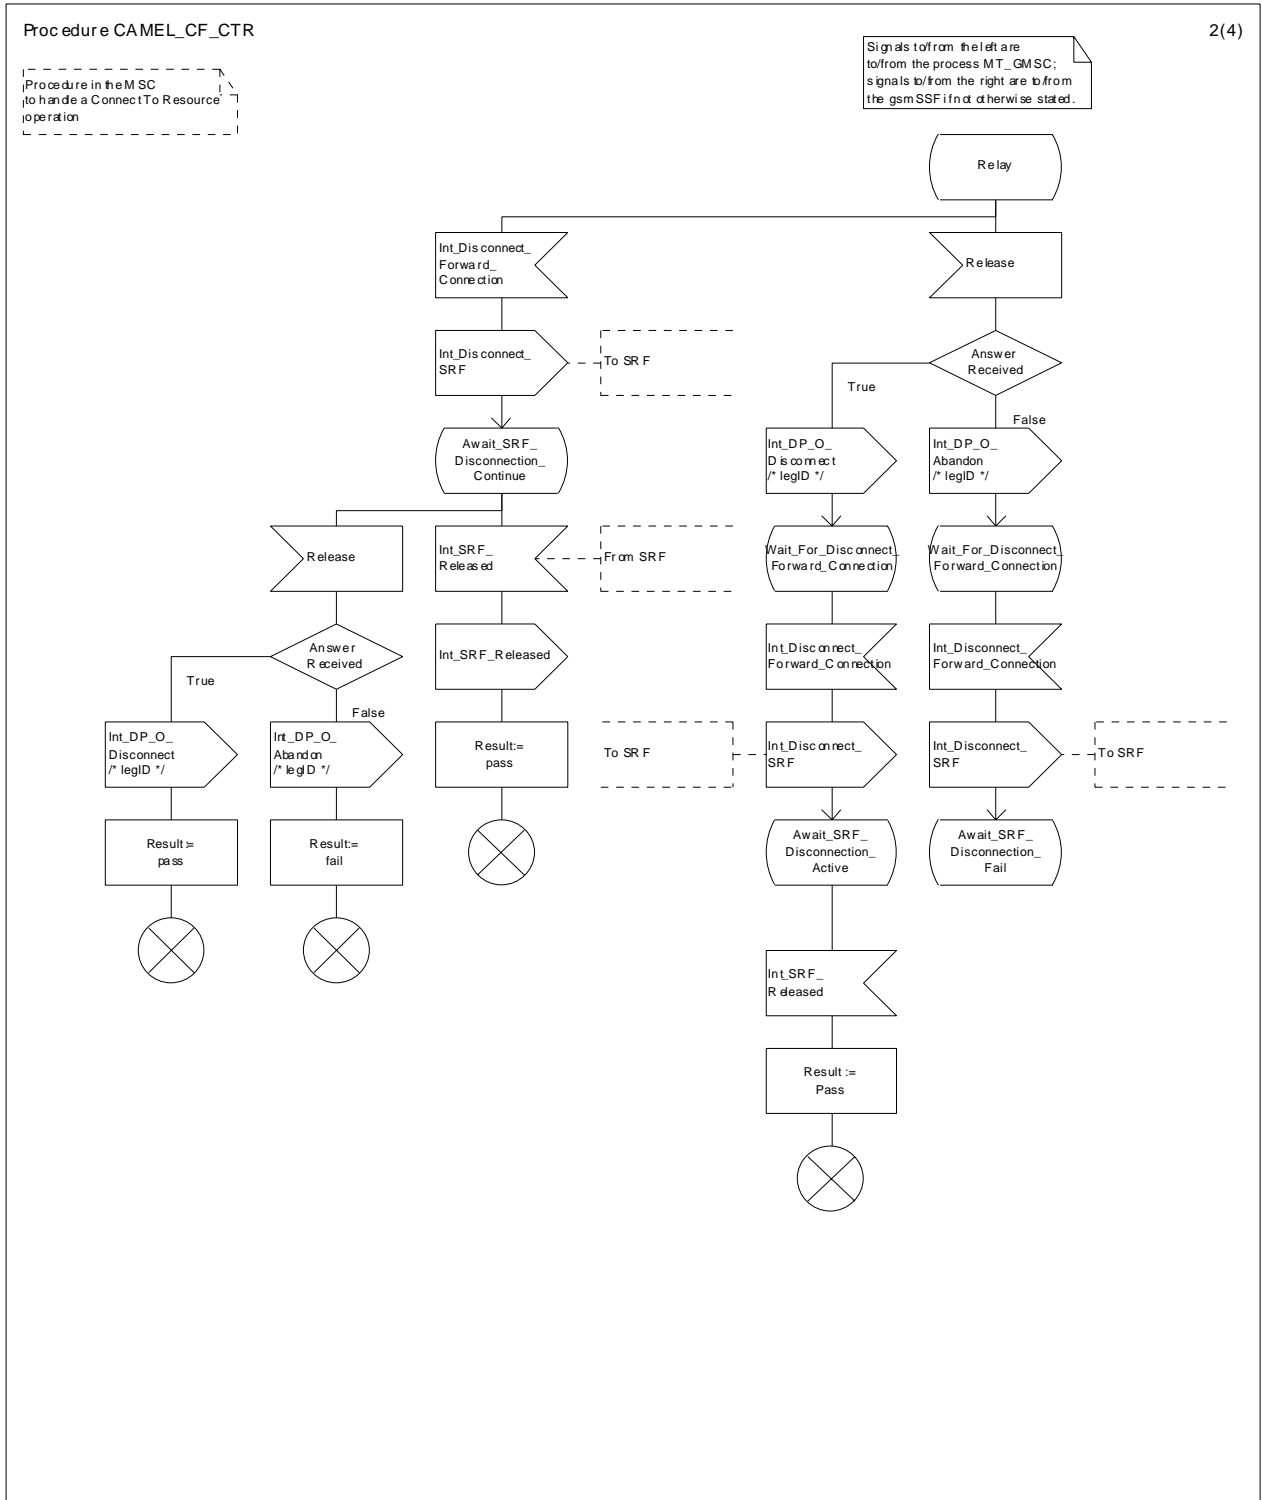 Procedure CAMEL_CF_CTR
2(4)
Procedure in the MSC
to handle a Connect To Resource
operation
Signals to/from the left are
to/from the process MT_GMSC;
signals to/from the right are to/from
the gsmSSF if not otherwise stated.
Relay
Int_Disconnect_
Forward_
Connection
Release
Int_Disconnect_
SRF
To SRF
Answer
Received
True
False
Await_SRF_
Disconnection_
Continue
Int_DP_O_
Disconnect
/* legID */
Int_DP_O_
Abandon
/* legID */
Release
Int_SRF_
Released
From SRF
Wait_For_Disconnect_
Forward_Connection
Wait_For_Disconnect_
Forward_Connection
Answer
Received
True
False
Int_SRF_Released
Int_Disconnect_
Forward_Connection
Int_Disconnect_
Forward_Connection
Int_DP_O_
Disconnect
/* legID */
Int_DP_O_
Abandon
/* legID */
Result:=
pass
To SRF
Int_Disconnect_
SRF
Int_Disconnect_
SRF
To SRF
Result:=
pass
Result:=
fail
Await_SRF_
Disconnection_
Active
Await_SRF_
Disconnection_
Fail
Int_SRF_
Released
Result :=
Pass